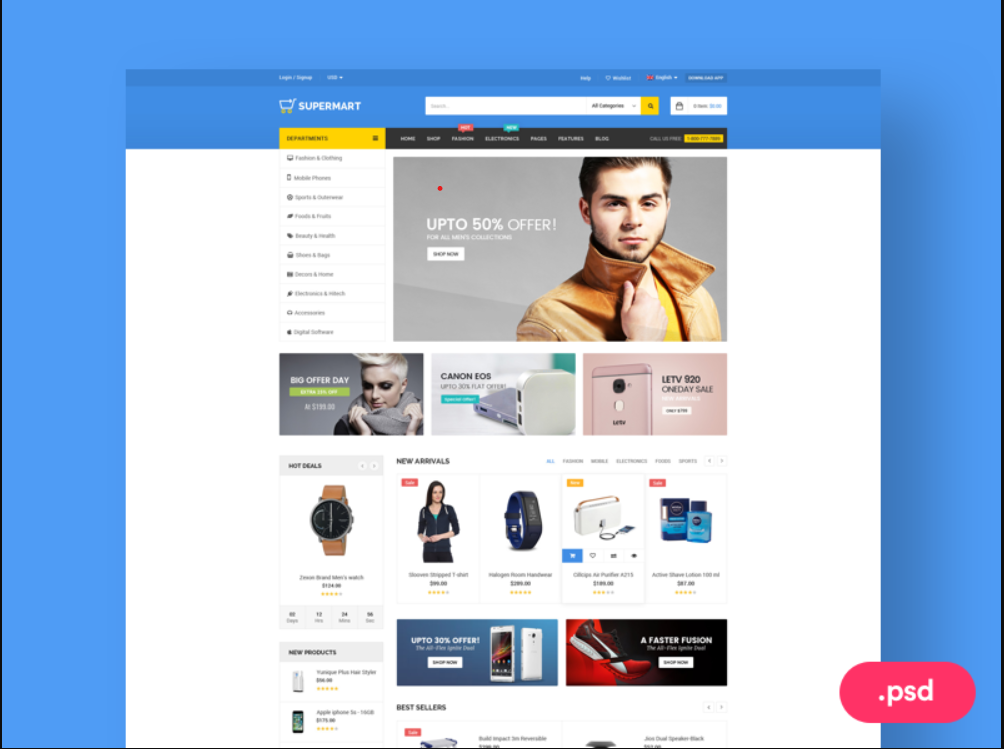 Login / Signup
USD
Help
Wishlist
English
DOWNLOAD APP
SUPERMART
Search...
All Categories
0 item: $0.00
DEPARTMENTS
HOME
SHOP
HOT
FASHION
NEW
ELECTRONICS
PAGES
FEATURES
BLOG
CALL US FREE
1-800-777-7889
Fashion & Clothing
Mobile Phones
Sports & Outerwear
Foods & Fruits
Beauty & Health
Shoes & Bags
Decors & Home
Electronics & Hitech
Accessories
Digital Software
UPTO 50% OFFER!
FOR ALL MEN'S COLLECTIONS
SHOP NOW
BIG OFFER DAY
EXTRA 20% OFF
At $199.00
CANON EOS
UPTO 30% FLAT OFFER!
Special Offer!
LETV 920
ONEDAY SALE
NEW ARRIVALS
ONLY $799
LETV
HOT DEALS
Zinion Brand Men's watch
$124.00
02 Days
12 Hrs
24 Mins
56 Sec
NEW ARRIVALS
ALL
FASHION
MOBILE
ELECTRONICS
FOODS
SPORTS
Sale
Slooven Stripped T-shirt
$99.00
Halogen Room Handwear
$289.00
New
Citicips Air Purifier X215
$189.00
Sale
NIVEA
Active Shave Lotion 100 ml
$87.00
UPTO 30% OFFER!
The All-Flex Ignite Dual
SHOP NOW
A FASTER FUSION
The All-Flex Ignite Dual
SHOP NOW
NEW PRODUCTS
Yunique Plus Hair Styler
$56.00
Apple iphone 5s - 16GB
$175.00
BEST SELLERS
Sale
Build Impact 3m Reversible
Jinx Dual Speaker-Black
.psd